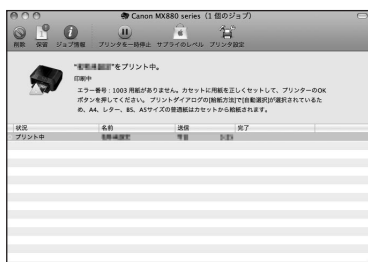 Canon MX880 series（1 個のジョブ）
削除 保留 ジョブ情報 プリンタを一時停止 サプライのレベル プリンタ設定
をプリント中。
印刷中
エラー番号：1003 用紙がありません。カセットに用紙を正しくセットして、プリンターのOK
ボタンを押してください。 プリントダイアログの[給紙方法]で[自動選択]が選択されているた
め、A4、レター、B5、A5サイズの普通紙はカセットから給紙されます。
状況 名前 送信 完了
プリント中